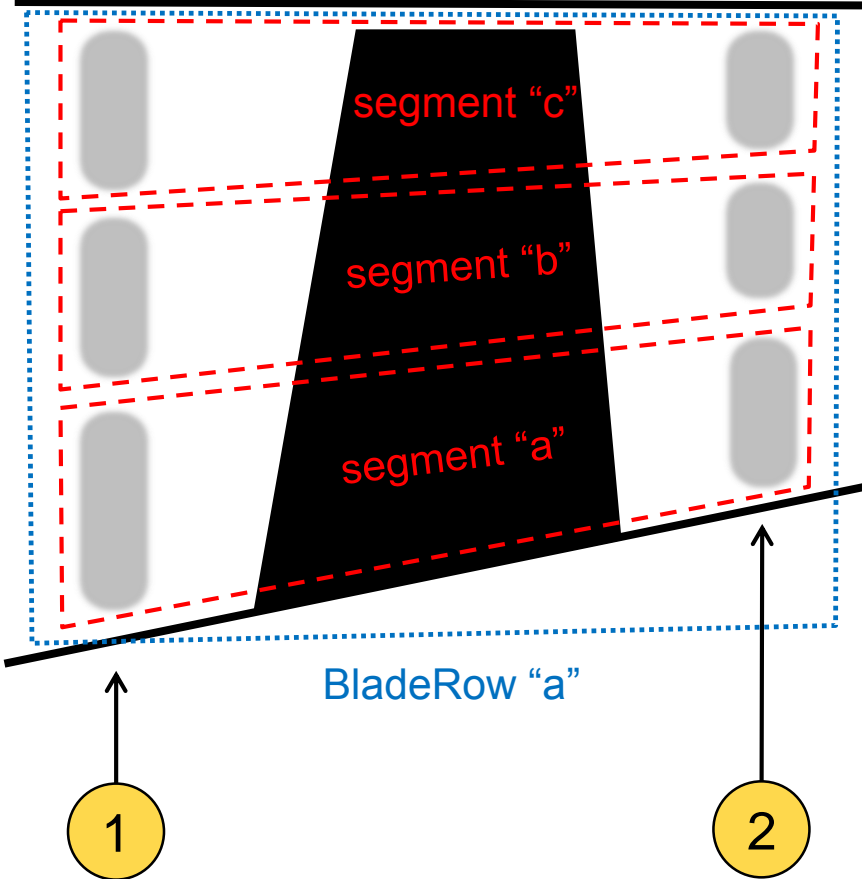 segment “c”
segment “b”
segment “a”
BladeRow “a”
1
2